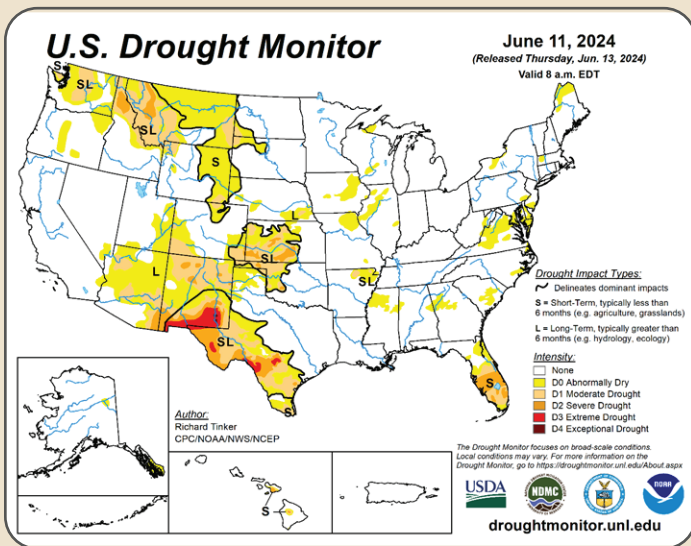 U.S. Drought Monitor
June 11, 2024
(Released Thursday, Jun. 13, 2024)
Valid 8 a.m. EDT
S
SL
SL
S
L
SL
L
SL
SL
S
S
S
Drought Impact Types:
Delineates dominant impacts
S = Short-Term, typically less than
6 months (e.g. agriculture, grasslands)
L = Long-Term, typically greater than
6 months (e.g. hydrology, ecology)
Intensity:
None
D0 Abnormally Dry
D1 Moderate Drought
D2 Severe Drought
D3 Extreme Drought
D4 Exceptional Drought
Author:
Richard Tinker
CPC/NOAA/NWS/NCEP
The Drought Monitor focuses on broad-scale conditions.
Local conditions may vary. For more information on the
Drought Monitor, go to https://droughtmonitor.unl.edu/About.aspx
USDA
NDMC
NOAA
droughtmonitor.unl.edu